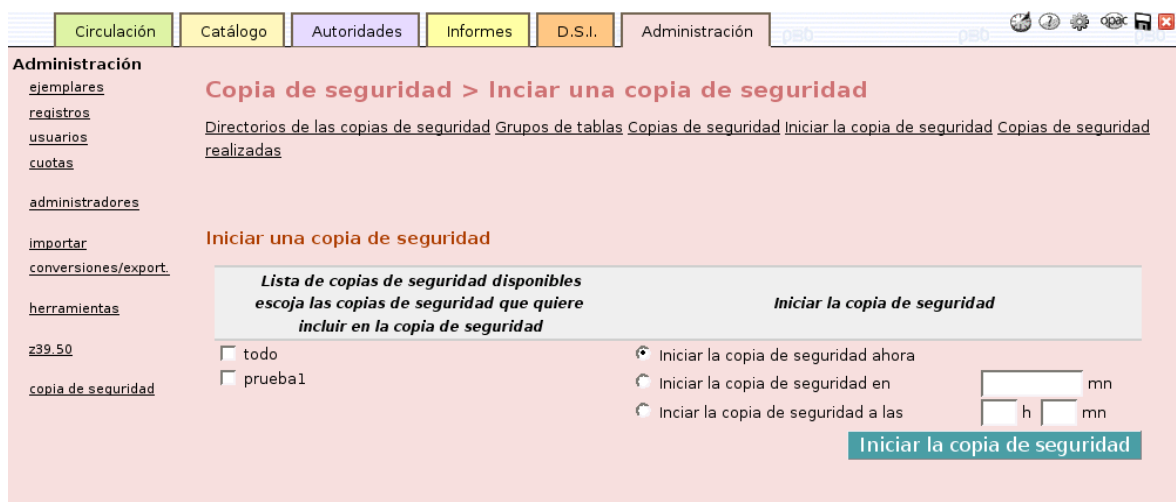 Circulación Catálogo Autoridades Informes D.S.I. Administración opac
Administración
ejemplares
registros
usuarios
cuotas
administradores
importar
conversiones/export.
herramientas
z39.50
copia de seguridad
Copia de seguridad > Inciar una copia de seguridad
Directorios de las copias de seguridad Grupos de tablas Copias de seguridad Iniciar la copia de seguridad Copias de seguridad
realizadas
Iniciar una copia de seguridad
Lista de copias de seguridad disponibles
escoja las copias de seguridad que quiere
incluir en la copia de seguridad
Iniciar la copia de seguridad
todo
prueba1
Iniciar la copia de seguridad ahora
Iniciar la copia de seguridad en mn
Inciar la copia de seguridad a las h mn
Iniciar la copia de seguridad